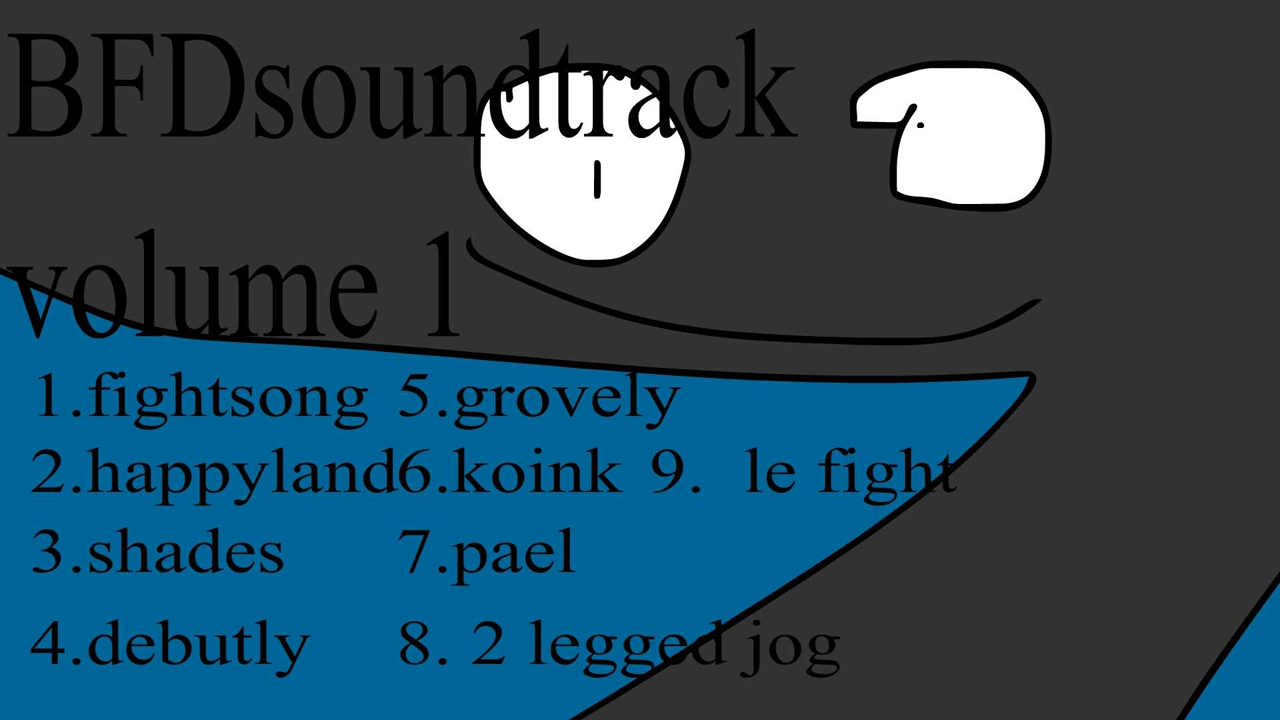 BFDsoundtrack
volume 1
1.fightsong 5.grovely
2.happyland6.koink 9. le fight
3.shades 7.pael
4.debutly 8. 2 legged jog